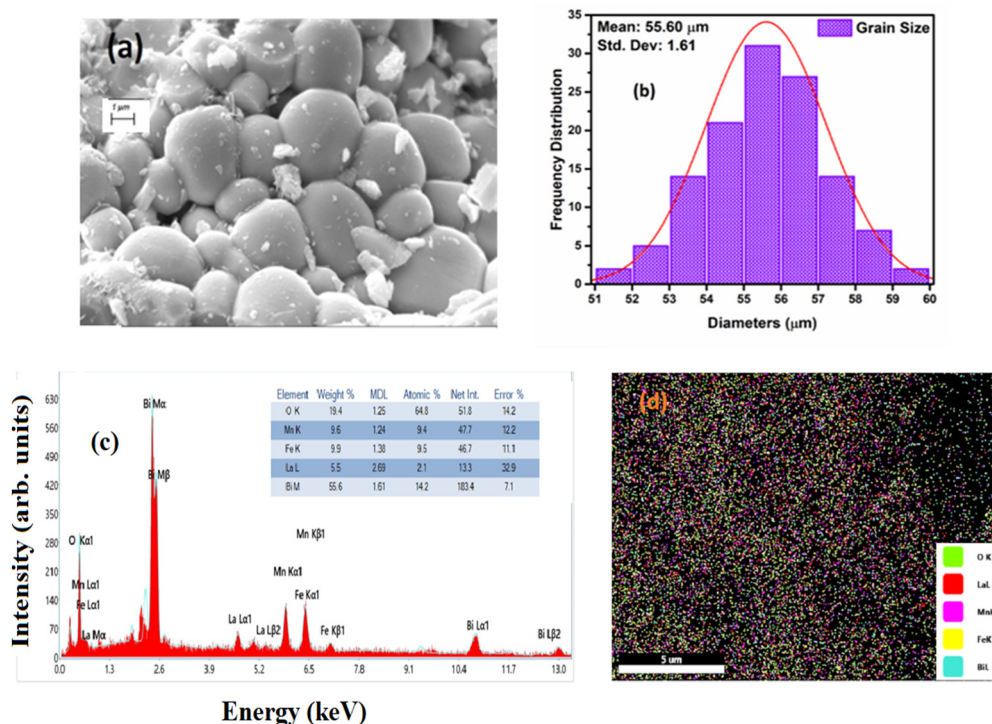 (a)
1 µm
Mean: 55.60 µm
Std. Dev: 1.61
Grain Size
(b)
Frequency Distribution
35
30
25
20
15
10
5
0
51 52 53 54 55 56 57 58 59 60
Diameters (µm)
(c)
Intensity (arb. units)
630
560
490
420
350
280
210
140
70
0
Bi Mα
Bi Mβ
O Kα1
Mn Lα1
Fe Lα1
La Mα
La Lα1
La Lβ2
Mn Kβ1
Mn Kα1
Fe Kα1
Fe Kβ1
Bi Lα1
Bi Lβ2
Element Weight % MDL Atomic % Net Int. Error %
O K 19.4 1.25 64.8 51.8 14.2
Mn K 9.6 1.24 9.4 47.7 12.2
Fe K 9.9 1.38 9.5 46.7 11.1
La L 5.5 2.69 2.1 13.3 32.9
Bi M 55.6 1.61 14.2 183.4 7.1
0.0 1.3 2.6 3.9 5.2 6.5 7.8 9.1 10.4 11.7 13.0
Energy (keV)
(d)
5 um
O K
LaL
MnK
FeK
BiL